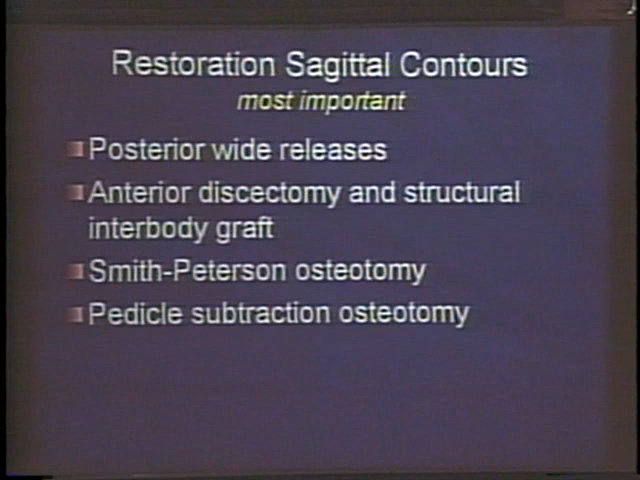 Restoration Sagittal Contours
most important
Posterior wide releases
Anterior discectomy and structural
interbody graft
Smith-Peterson osteotomy
Pedicle subtraction osteotomy